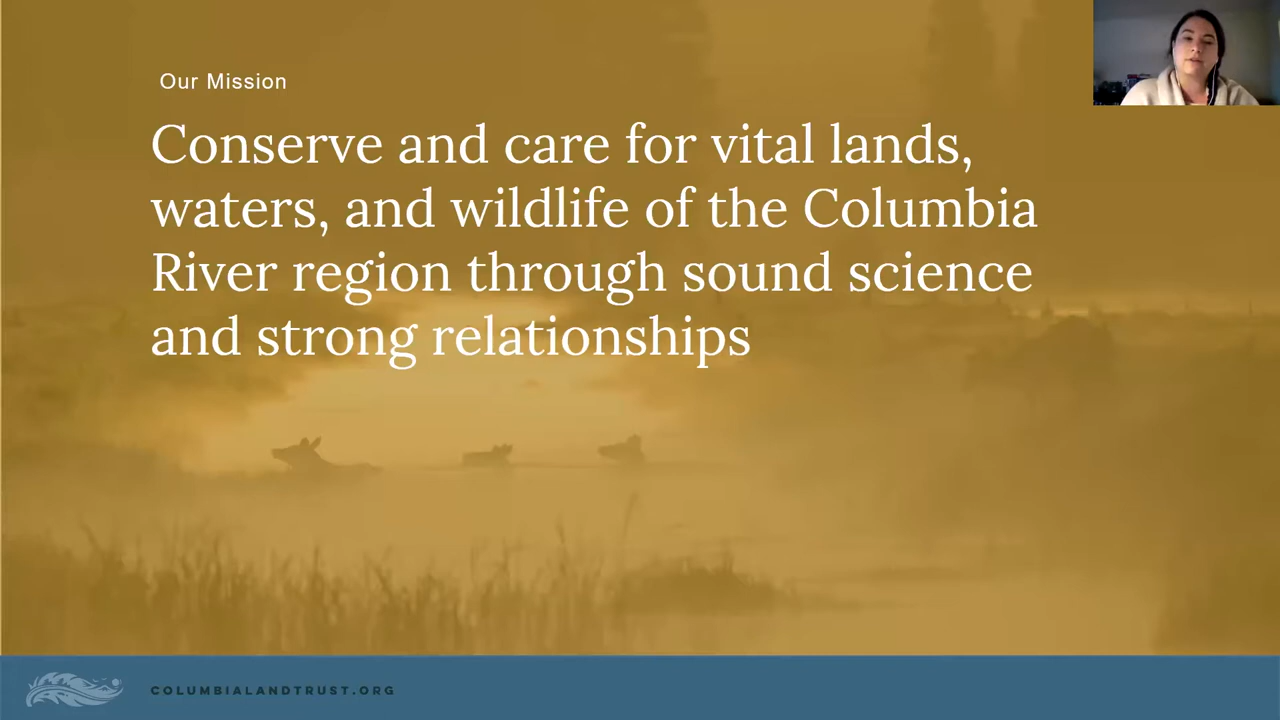 Our Mission
Conserve and care for vital lands,
waters, and wildlife of the Columbia
River region through sound science
and strong relationships
COLUMBIALANDTRUST.ORG